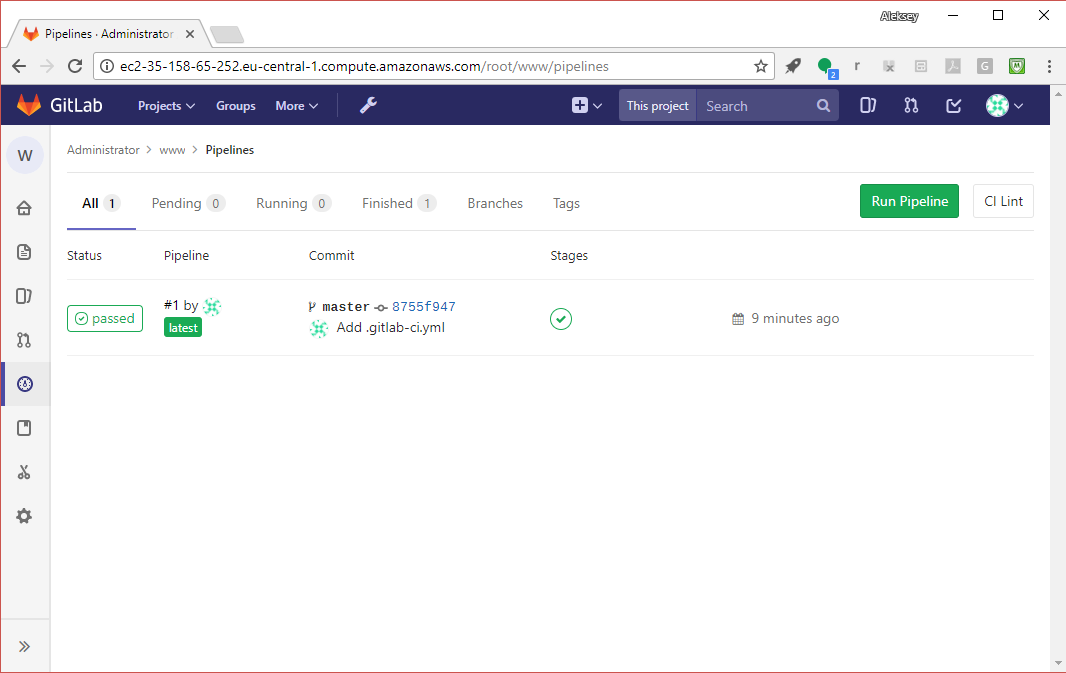 Aleksey
Pipelines · Administrator
ec2-35-158-65-252.eu-central-1.compute.amazonaws.com/root/www/pipelines
2
r
G
GitLab Projects Groups More This project Search
W
Administrator > www > Pipelines
All 1 Pending 0 Running 0 Finished 1 Branches Tags Run Pipeline CI Lint
Status Pipeline Commit Stages
passed #1 by master 8755f947 9 minutes ago
latest Add .gitlab-ci.yml